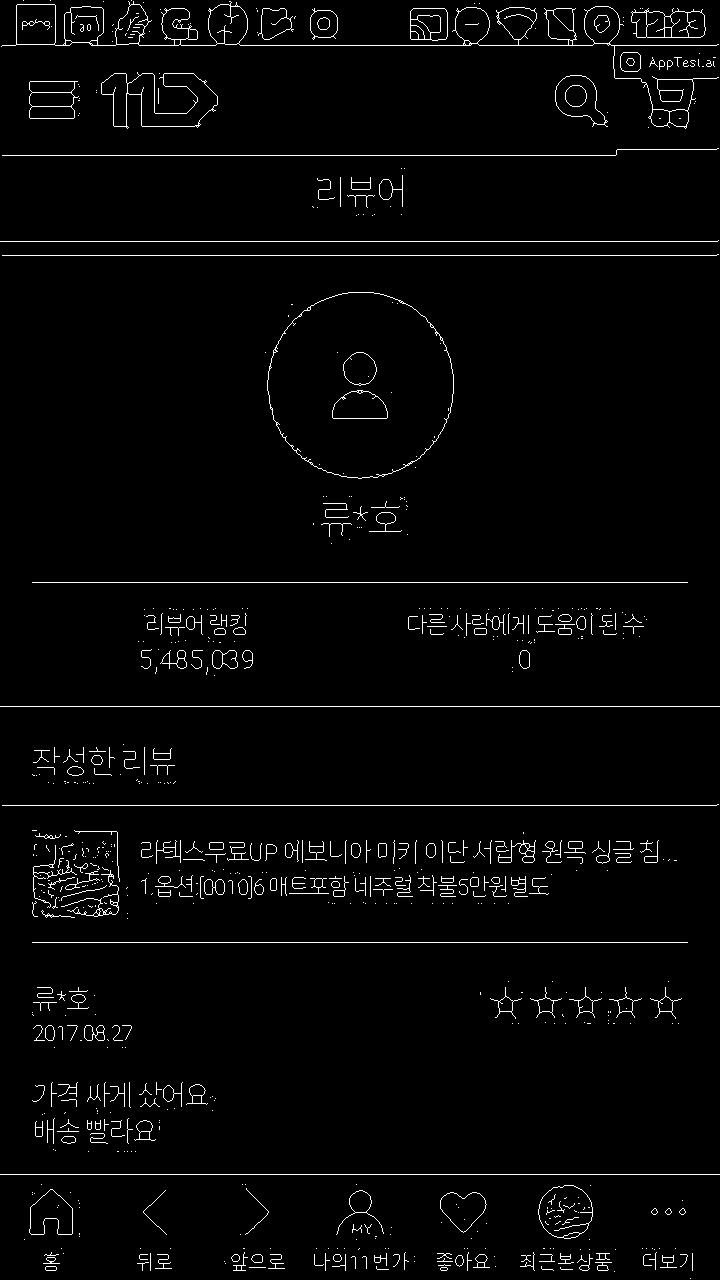 12:23
AppTest.ai
11
리뷰어
류*호
리뷰어 랭킹
5,485,039
다른 사람에게 도움이 된 수
0
작성한 리뷰
라텍스무료UP 에보니아 미키 이단 서랍형 원목 싱글 침...
1.옵션:[0010]6 매트포함 네추럴 착불5만원별도
류*호
2017.08.27
가격 싸게 샀어요
배송 빨라요
MY
홈
뒤로
앞으로
나의11번가
좋아요
최근본상품
더보기